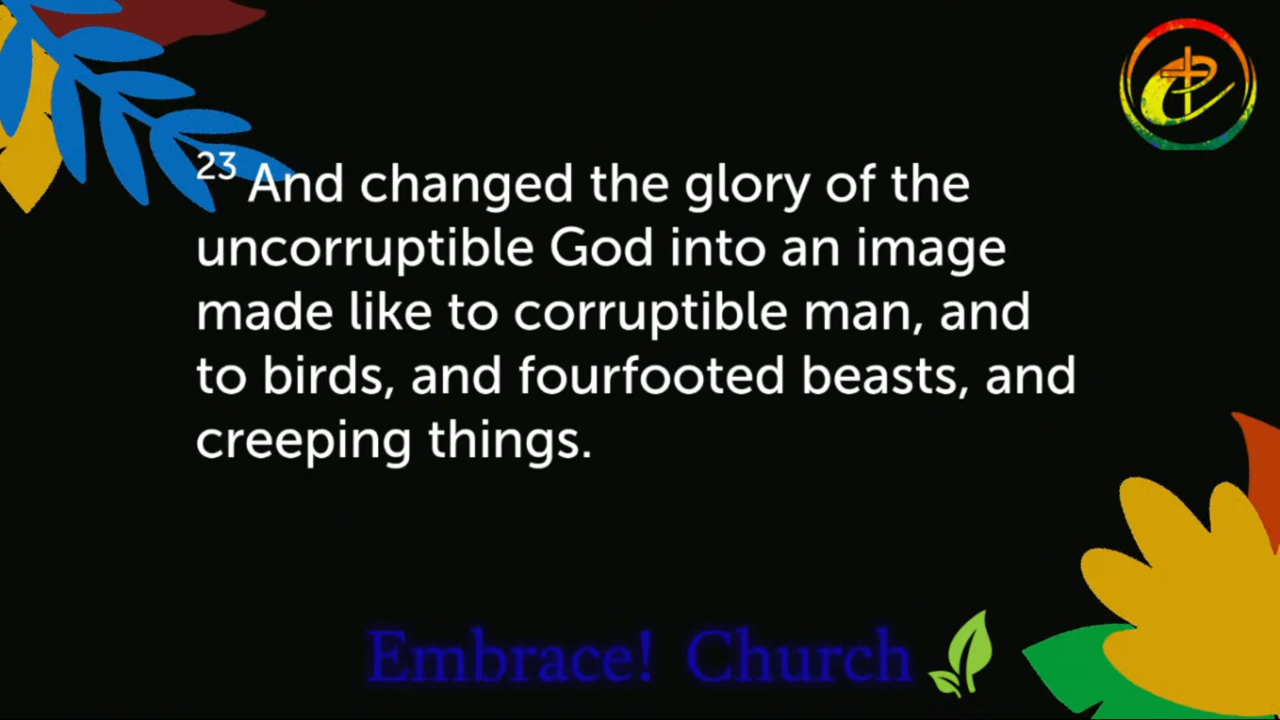 23 And changed the glory of the
uncorruptible God into an image
made like to corruptible man, and
to birds, and fourfooted beasts, and
creeping things.
Embrace! Church